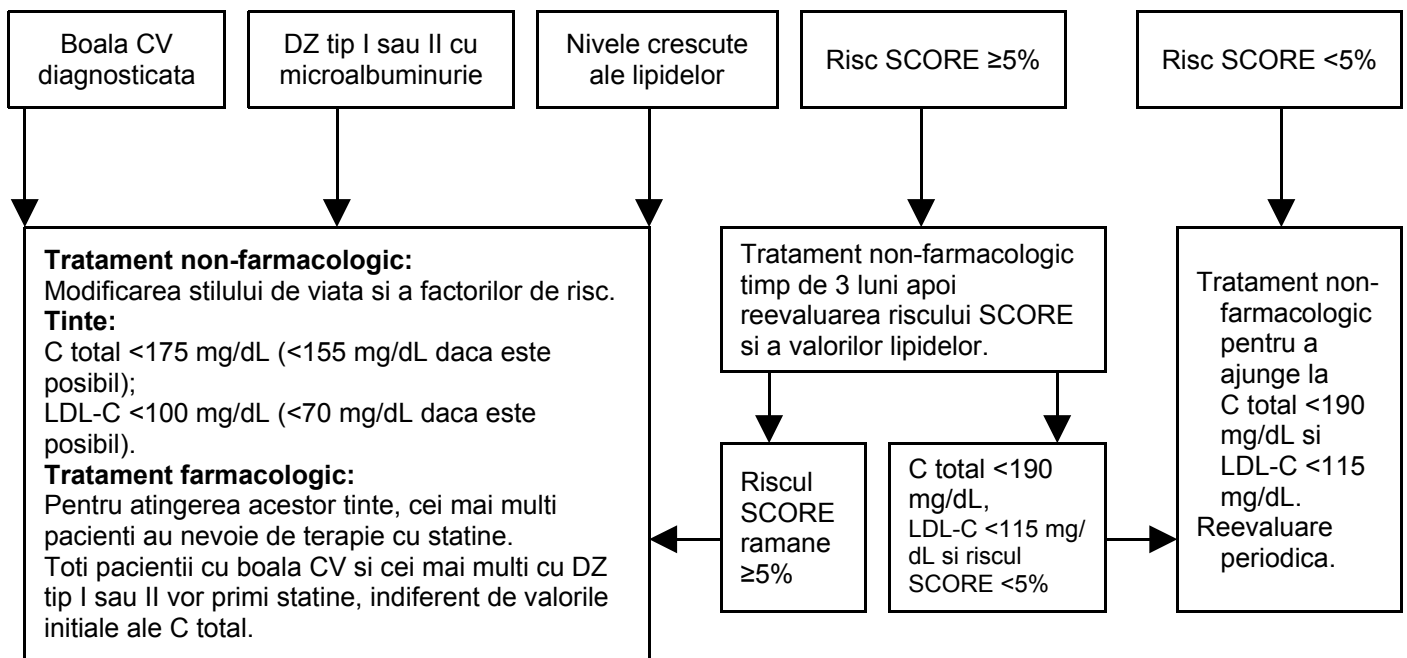 Boala CV
diagnosticata
DZ tip I sau II cu
microalbuminurie
Nivele crescute
ale lipidelor
Risc SCORE ≥5%
Risc SCORE <5%
Tratament non-farmacologic:
Modificarea stilului de viata si a factorilor de risc.
Tinte:
C total <175 mg/dL (<155 mg/dL daca este
posibil);
LDL-C <100 mg/dL (<70 mg/dL daca este
posibil).
Tratament farmacologic:
Pentru atingerea acestor tinte, cei mai multi
pacienti au nevoie de terapie cu statine.
Toti pacientii cu boala CV si cei mai multi cu DZ
tip I sau II vor primi statine, indiferent de valorile
initiale ale C total.
Tratament non-farmacologic
timp de 3 luni apoi
reevaluarea riscului SCORE
si a valorilor lipidelor.
Riscul
SCORE
ramane
≥5%
C total <190
mg/dL,
LDL-C <115 mg/
dL si riscul
SCORE <5%
Tratament non-
farmacologic
pentru a
ajunge la
C total <190
mg/dL si
LDL-C <115
mg/dL.
Reevaluare
periodica.